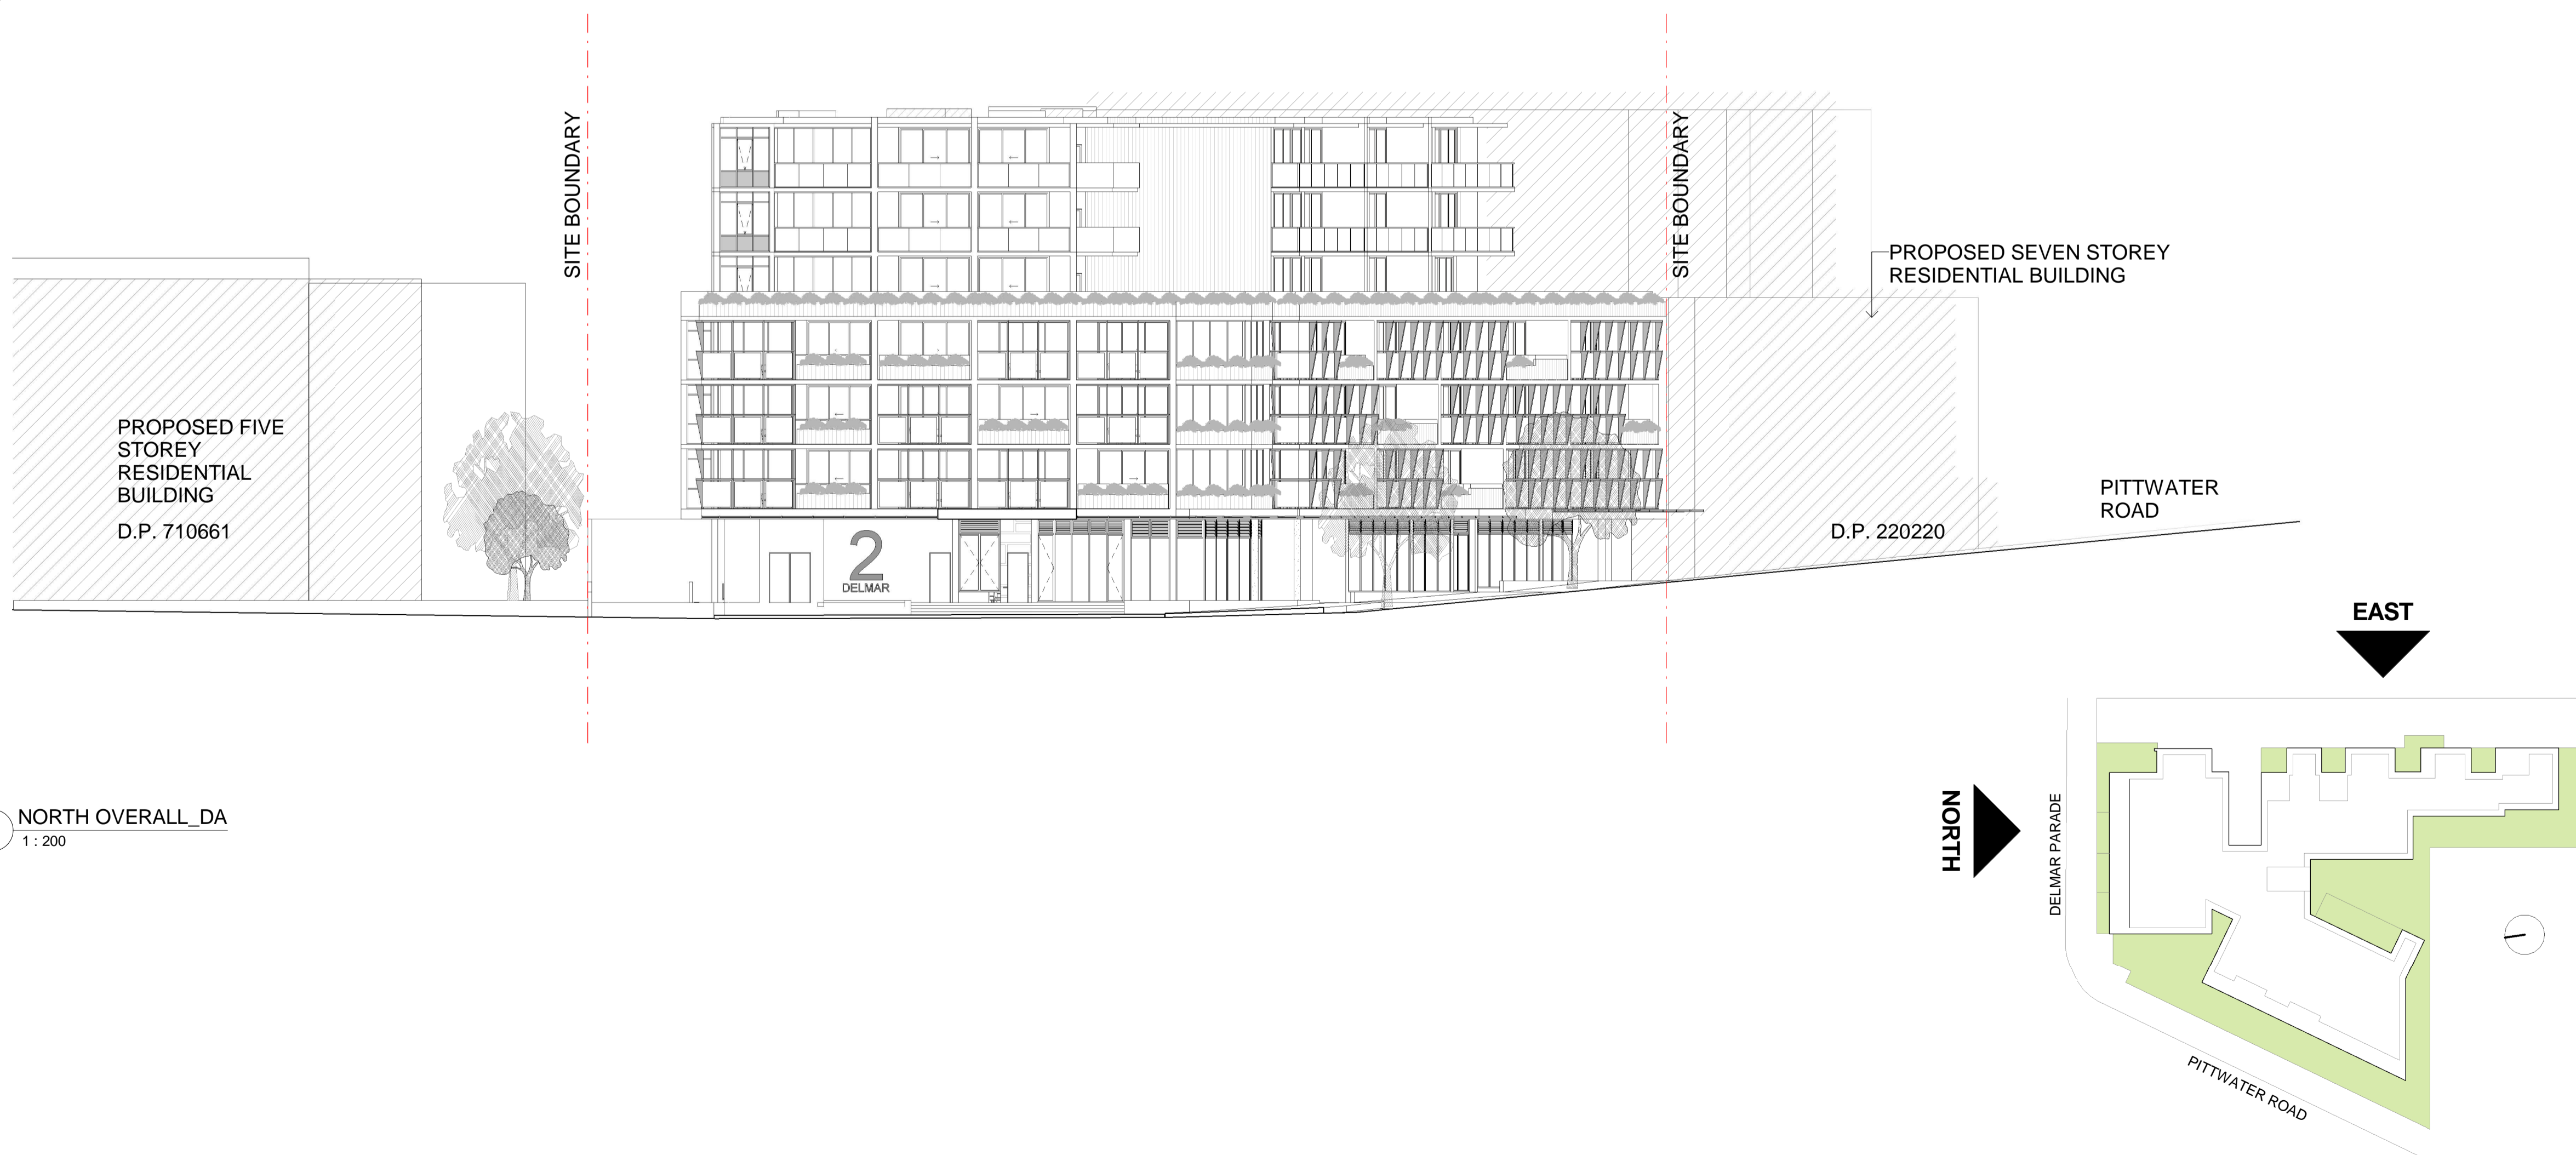 SITE BOUNDARY
SITE BOUNDARY
PROPOSED SEVEN STOREY
RESIDENTIAL BUILDING
PROPOSED FIVE
STOREY
RESIDENTIAL
BUILDING
D.P. 710661
2
DELMAR
D.P. 220220
PITTWATER
ROAD
EAST
NORTH
DELMAR PARADE
PITTWATER ROAD
NORTH OVERALL_DA
1 : 200